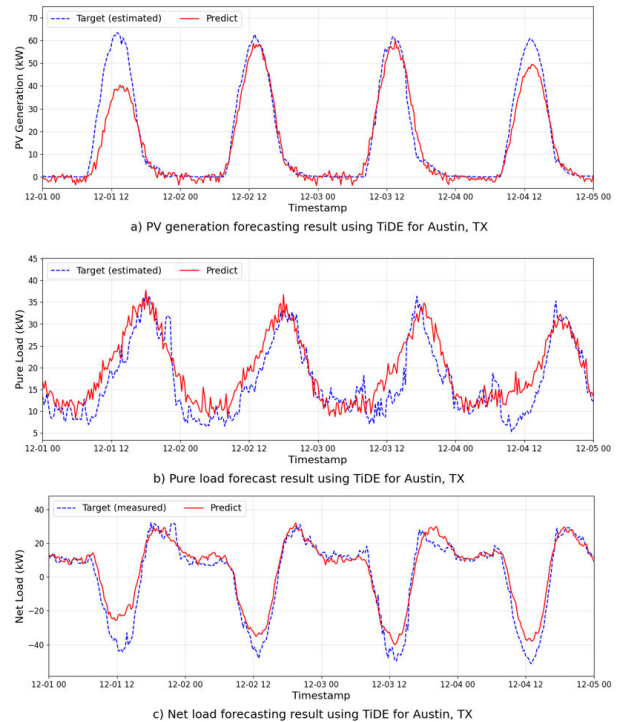 Target (estimated) Predict
70
60
50
40
30
20
10
0
PV Generation (kW)
12-01 00 12-01 12 12-02 00 12-02 12 12-03 00 12-03 12 12-04 00 12-04 12 12-05 00
Timestamp
a) PV generation forecasting result using TiDE for Austin, TX
Target (estimated) Predict
45
40
35
30
25
20
15
10
5
Pure Load (kW)
12-01 00 12-01 12 12-02 00 12-02 12 12-03 00 12-03 12 12-04 00 12-04 12 12-05 00
Timestamp
b) Pure load forecast result using TiDE for Austin, TX
Target (measured) Predict
40
20
0
−20
−40
Net Load (kW)
12-01 00 12-01 12 12-02 00 12-02 12 12-03 00 12-03 12 12-04 00 12-04 12 12-05 00
Timestamp
c) Net load forecasting result using TiDE for Austin, TX